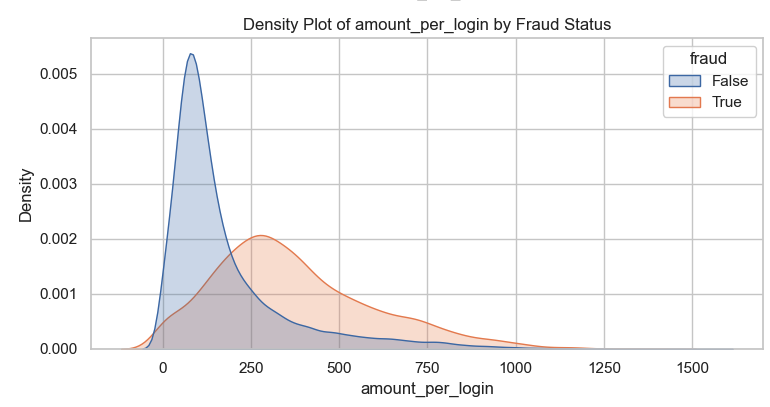 Density Plot of amount_per_login by Fraud Status
fraud
False
True
Density
0.005
0.004
0.003
0.002
0.001
0.000
0 250 500 750 1000 1250 1500
amount_per_login